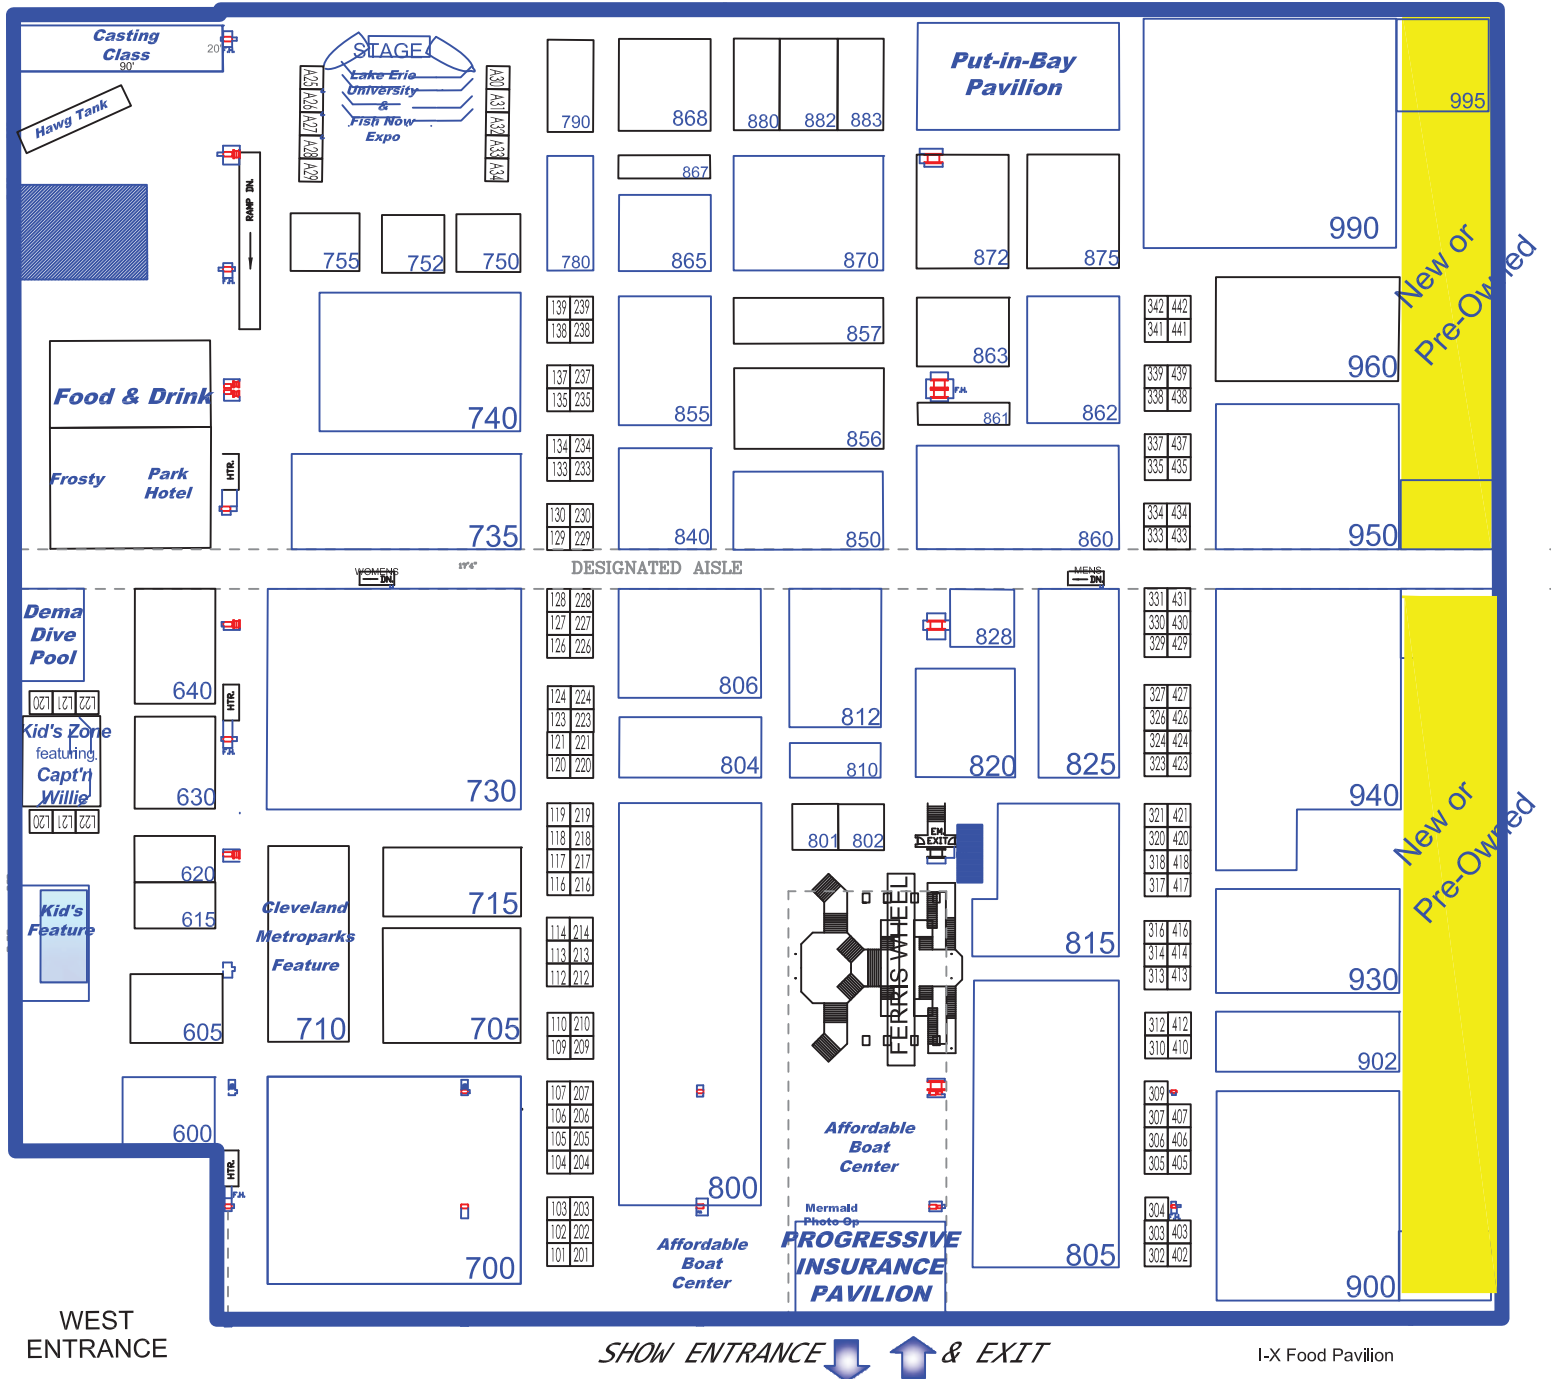 Casting
Class
90'
20'
F.H.
Hawg Tank
RAMP DN.
STAGE
Lake Erie
University
&
Fish Now
Expo
A25
A26
A27
A28
A29
A30
A31
A32
A33
A34
790
868
880
882
883
Put-in-Bay
Pavilion
995
867
755
752
750
780
865
870
872
875
990
New or
Pre-Owned
139 239
138 238
137 237
135 235
134 234
133 233
130 230
129 229
740
735
855
840
857
856
850
863
F.H.
861
862
860
342 442
341 441
339 439
338 438
337 437
335 435
334 434
333 433
960
950
Food & Drink
Frosty
Park
Hotel
HTR.
WOMENS
DN.
17'6"
DESIGNATED AISLE
MENS
DN.
Dema
Dive
Pool
L20 L21 L22
Kid's Zone
featuring
Capt'n
Willie
L20 L21 L22
Kid's
Feature
640
630
620
615
605
600
HTR.
F.H.
730
128 228
127 227
126 226
124 224
123 223
121 221
120 220
119 219
118 218
117 217
116 216
114 214
113 213
112 212
110 210
109 209
107 207
106 206
105 205
104 204
103 203
102 202
101 201
806
804
812
810
828
820
825
331 431
330 430
329 429
327 427
326 426
324 424
323 423
321 421
320 420
318 418
317 417
316 416
314 414
313 413
312 412
310 410
309
307 407
306 406
305 405
304
F.H.
303 403
302 402
940
New or
Pre-Owned
Cleveland
Metroparks
Feature
710
715
705
700
HTR.
F.H.
801
802
EM.
EXIT
FERRIS WHEEL
815
805
930
902
900
800
Affordable
Boat
Center
Affordable
Boat
Center
Mermaid
Photo Op
PROGRESSIVE
INSURANCE
PAVILION
WEST
ENTRANCE
SHOW ENTRANCE & EXIT
I-X Food Pavilion